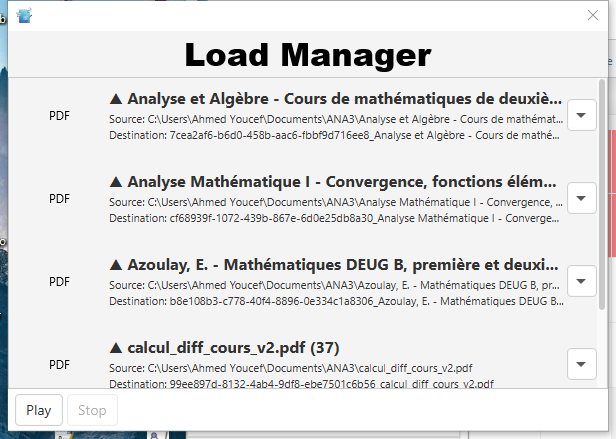 Load Manager
PDF
▲ Analyse et Algèbre - Cours de mathématiques de deuxiè...
Source: C:\Users\Ahmed Youcef\Documents\ANA3\Analyse et Algèbre - Cours de mathémat...
Destination: 7cea2af6-b6d0-458b-aac6-fbbf9d716ee8_Analyse et Algèbre - Cours de mathé...
PDF
▲ Analyse Mathématique I - Convergence, fonctions élém...
Source: C:\Users\Ahmed Youcef\Documents\ANA3\Analyse Mathématique I - Convergence, ...
Destination: cf68939f-1072-439b-867e-6d0e25db8a30_Analyse Mathématique I - Converge...
PDF
▲ Azoulay, E. - Mathématiques DEUG B, première et deuxi...
Source: C:\Users\Ahmed Youcef\Documents\ANA3\Azoulay, E. - Mathématiques DEUG B, pr...
Destination: b8e108b3-c778-40f4-8896-0e334c1a8306_Azoulay, E. - Mathématiques DEUG B...
PDF
▲ calcul_diff_cours_v2.pdf (37)
Source: C:\Users\Ahmed Youcef\Documents\ANA3\calcul_diff_cours_v2.pdf
Destination: 99ee897d-8132-4ab4-9df8-ebe7501c6b56_calcul_diff_cours_v2.pdf
Play Stop